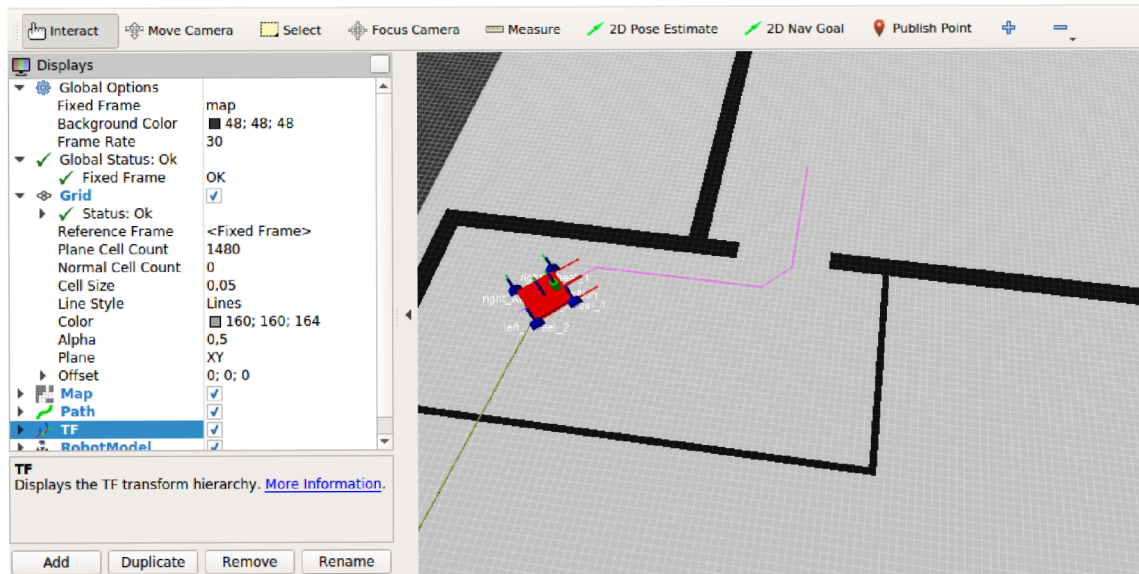 Interact Move Camera Select Focus Camera Measure 2D Pose Estimate 2D Nav Goal Publish Point
Displays
Global Options
Fixed Frame map
Background Color 48; 48; 48
Frame Rate 30
Global Status: Ok
Fixed Frame OK
Grid
Status: Ok
Reference Frame <Fixed Frame>
Plane Cell Count 1480
Normal Cell Count 0
Cell Size 0,05
Line Style Lines
Color 160; 160; 164
Alpha 0,5
Plane XY
Offset 0; 0; 0
Map
Path
TF
RobotModel
TF
Displays the TF transform hierarchy. More Information.
Add Duplicate Remove Rename